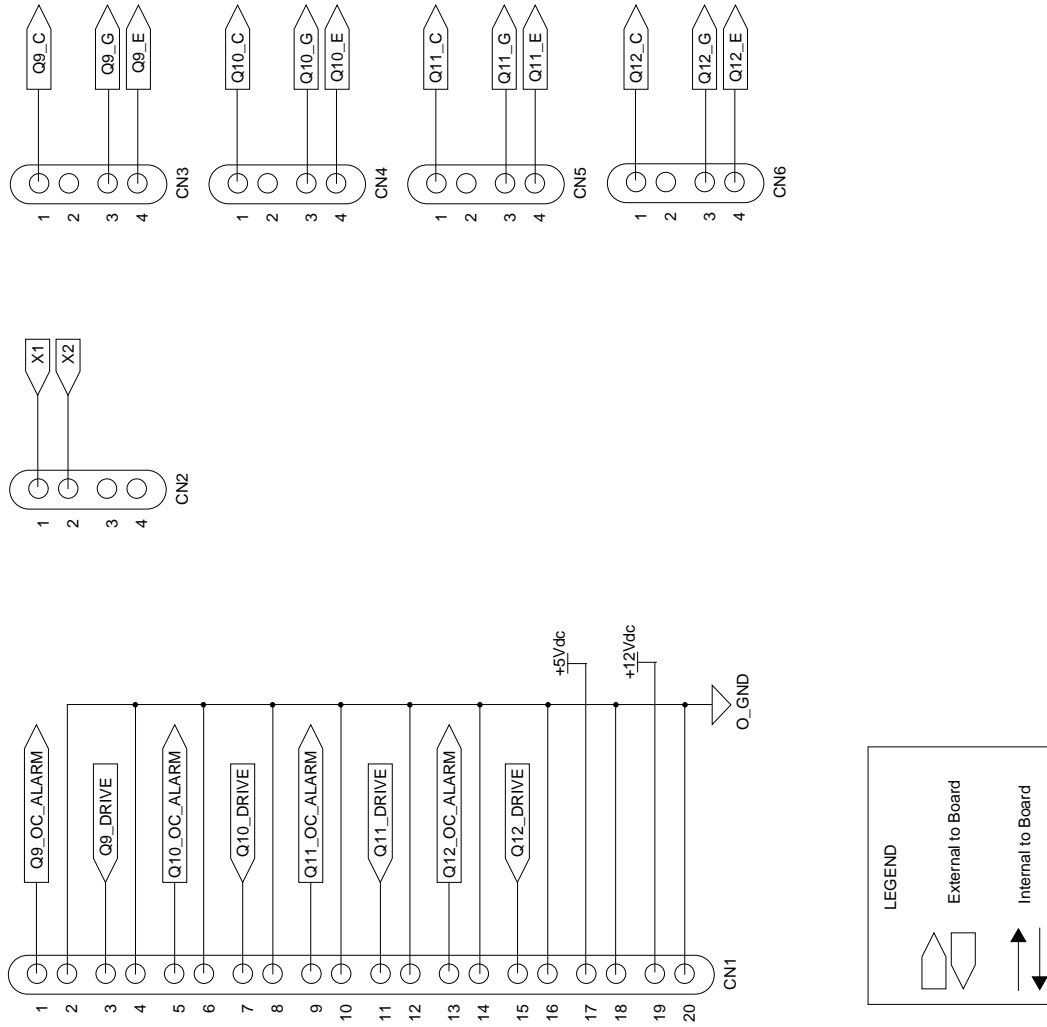 Q9_C
Q9_G
Q9_E
1
2
3
4
CN3
Q10_C
Q10_G
Q10_E
1
2
3
4
CN4
Q11_C
Q11_G
Q11_E
1
2
3
4
CN5
Q12_C
Q12_G
Q12_E
1
2
3
4
CN6
X1
X2
1
2
3
4
CN2
Q9_OC_ALARM
Q9_DRIVE
Q10_OC_ALARM
Q10_DRIVE
Q11_OC_ALARM
Q11_DRIVE
Q12_OC_ALARM
Q12_DRIVE
+5Vdc
+12Vdc
O_GND
1
2
3
4
5
6
7
8
9
10
11
12
13
14
15
16
17
18
19
20
CN1
LEGEND
External to Board
Internal to Board